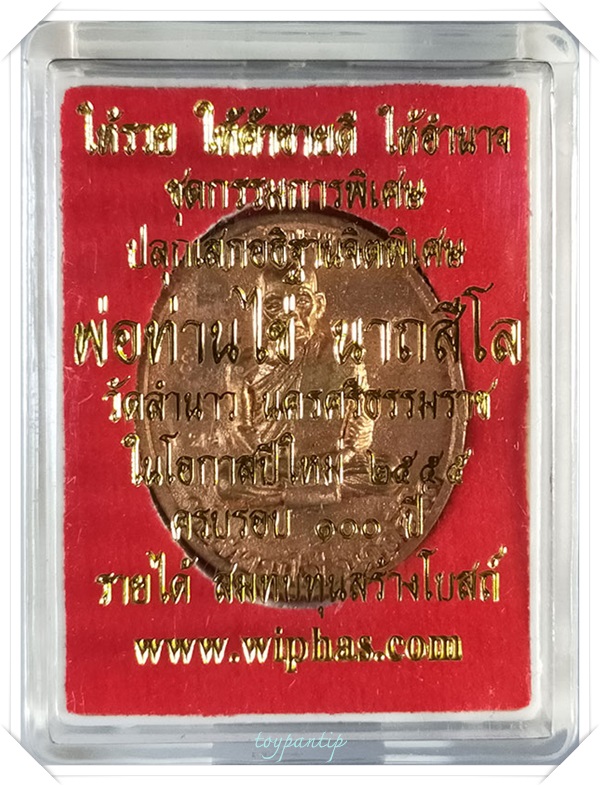 ให้รวย ให้ค้าขายดี ให้อำนาจ
ชุดกรรมการพิเศษ
ปลุกเสกอธิฐานจิตพิเศษ
พ่อท่านไข่ นาถสีโล
วัดลำนาว นครศรีธรรมราช
ในโอกาสปีใหม่ ๒๕๕๕
ครบรอบ ๑๐๐ ปี
รายได้ สมทบทุนสร้างโบสถ์
www.wiphas.com
toypantip